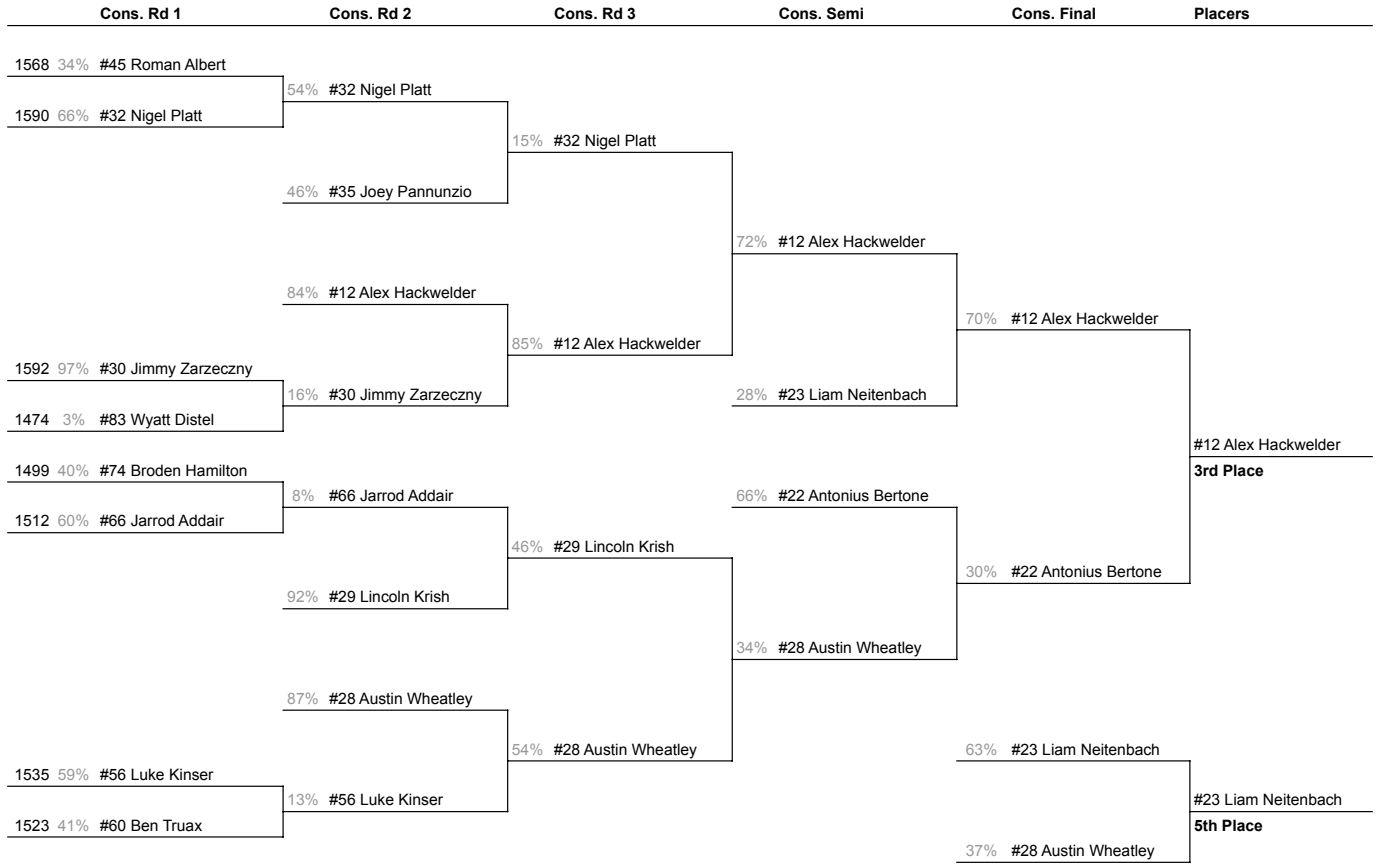 Cons. Rd 1 Cons. Rd 2 Cons. Rd 3 Cons. Semi Cons. Final Placers
1568 34% #45 Roman Albert
54% #32 Nigel Platt
1590 66% #32 Nigel Platt
15% #32 Nigel Platt
46% #35 Joey Pannunzio
72% #12 Alex Hackwelder
84% #12 Alex Hackwelder
70% #12 Alex Hackwelder
85% #12 Alex Hackwelder
1592 97% #30 Jimmy Zarzeczny
16% #30 Jimmy Zarzeczny
28% #23 Liam Neitenbach
1474 3% #83 Wyatt Distel
#12 Alex Hackwelder
1499 40% #74 Broden Hamilton
3rd Place
8% #66 Jarrod Addair
66% #22 Antonius Bertone
1512 60% #66 Jarrod Addair
46% #29 Lincoln Krish
30% #22 Antonius Bertone
92% #29 Lincoln Krish
34% #28 Austin Wheatley
87% #28 Austin Wheatley
54% #28 Austin Wheatley
63% #23 Liam Neitenbach
1535 59% #56 Luke Kinser
13% #56 Luke Kinser
#23 Liam Neitenbach
1523 41% #60 Ben Truax
5th Place
37% #28 Austin Wheatley